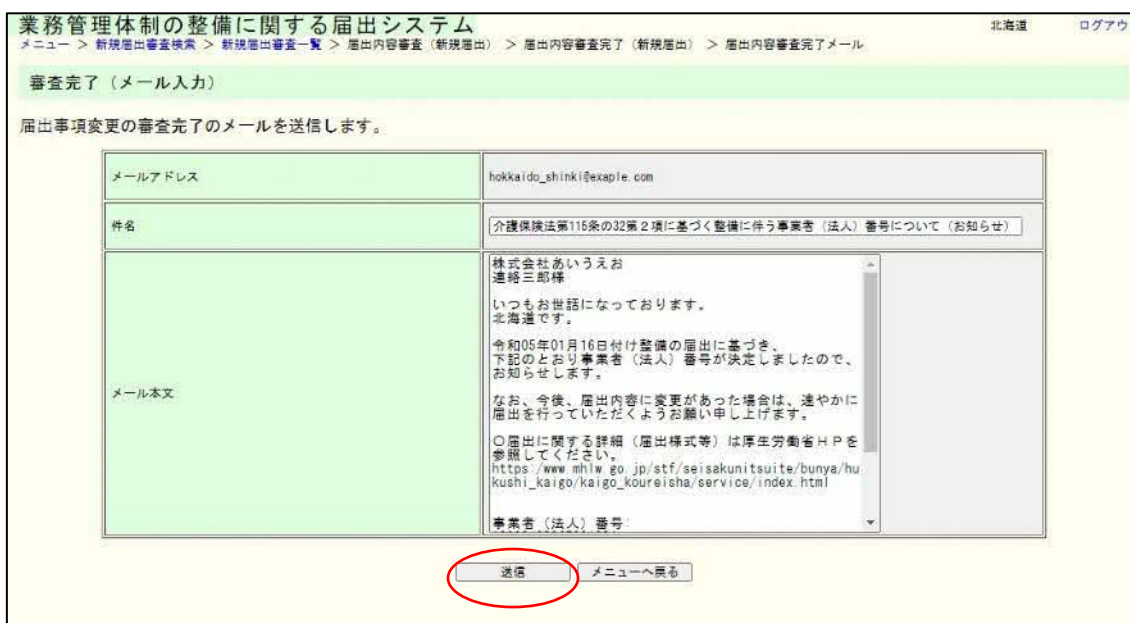 業務管理体制の整備に関する届出システム
北海道
ログアウ
メニュー > 新規届出審査検索 > 新規届出審査一覧 > 届出内容審査（新規届出） > 届出内容審査完了（新規届出） > 届出内容審査完了メール
審査完了（メール入力）
届出事項変更の審査完了のメールを送信します。
メールアドレス
hokkaido_shinki@exaple.com
件名
介護保険法第115条の32第２項に基づく整備に伴う事業者（法人）番号について（お知らせ）
メール本文
株式会社あいうえお
連絡三郎様
いつもお世話になっております。
北海道です。
令和05年01月16日付け整備の届出に基づき、
下記のとおり事業者（法人）番号が決定しましたので、
お知らせします。
なお、今後、届出内容に変更があった場合は、速やかに
届出を行っていただくようお願い申し上げます。
○届出に関する詳細（届出様式等）は厚生労働省ＨＰを
参照してください。
https:/www.mhlw.go.jp/stf/seisakunitsuite/bunya/hu
kushi_kaigo/kaigo_koureisha/service/index.html
事業者（法人）番号:
送信
メニューへ戻る